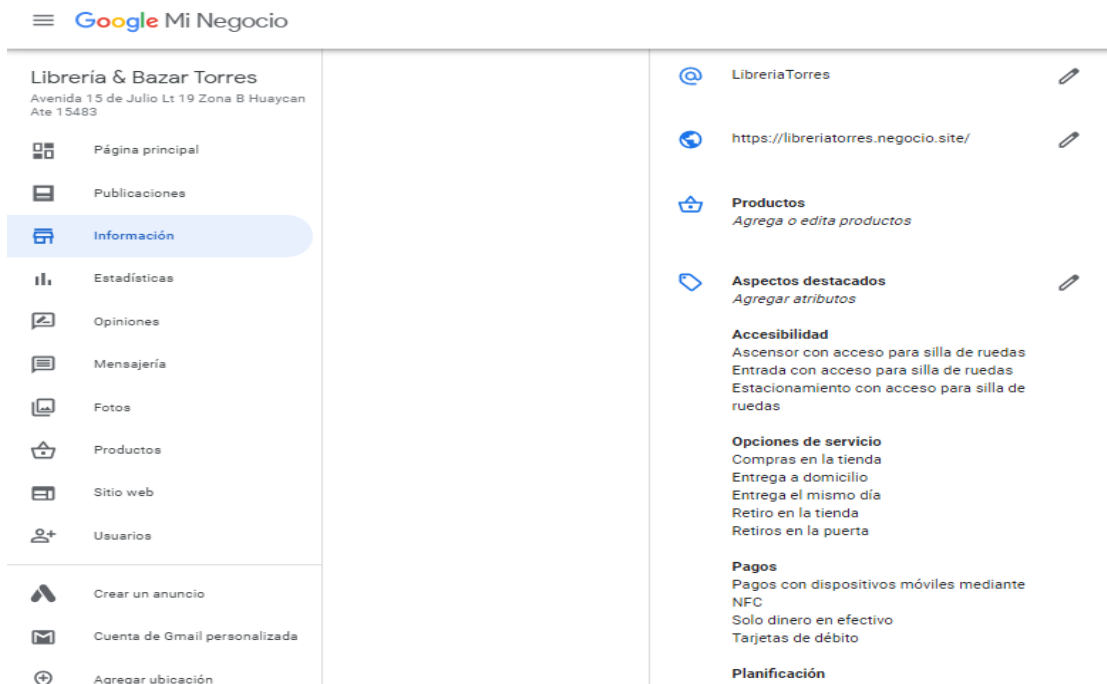 Google Mi Negocio
Librería & Bazar Torres
Avenida 15 de Julio Lt 19 Zona B Huaycan
Ate 15483
Página principal
Publicaciones
Información
Estadísticas
Opiniones
Mensajería
Fotos
Productos
Sitio web
Usuarios
Crear un anuncio
Cuenta de Gmail personalizada
Agregar ubicación
LibreriaTorres
https://libreriatorres.negocio.site/
Productos
Agrega o edita productos
Aspectos destacados
Agregar atributos
Accesibilidad
Ascensor con acceso para silla de ruedas
Entrada con acceso para silla de ruedas
Estacionamiento con acceso para silla de
ruedas
Opciones de servicio
Compras en la tienda
Entrega a domicilio
Entrega el mismo día
Retiro en la tienda
Retiros en la puerta
Pagos
Pagos con dispositivos móviles mediante
NFC
Solo dinero en efectivo
Tarjetas de débito
Planificación